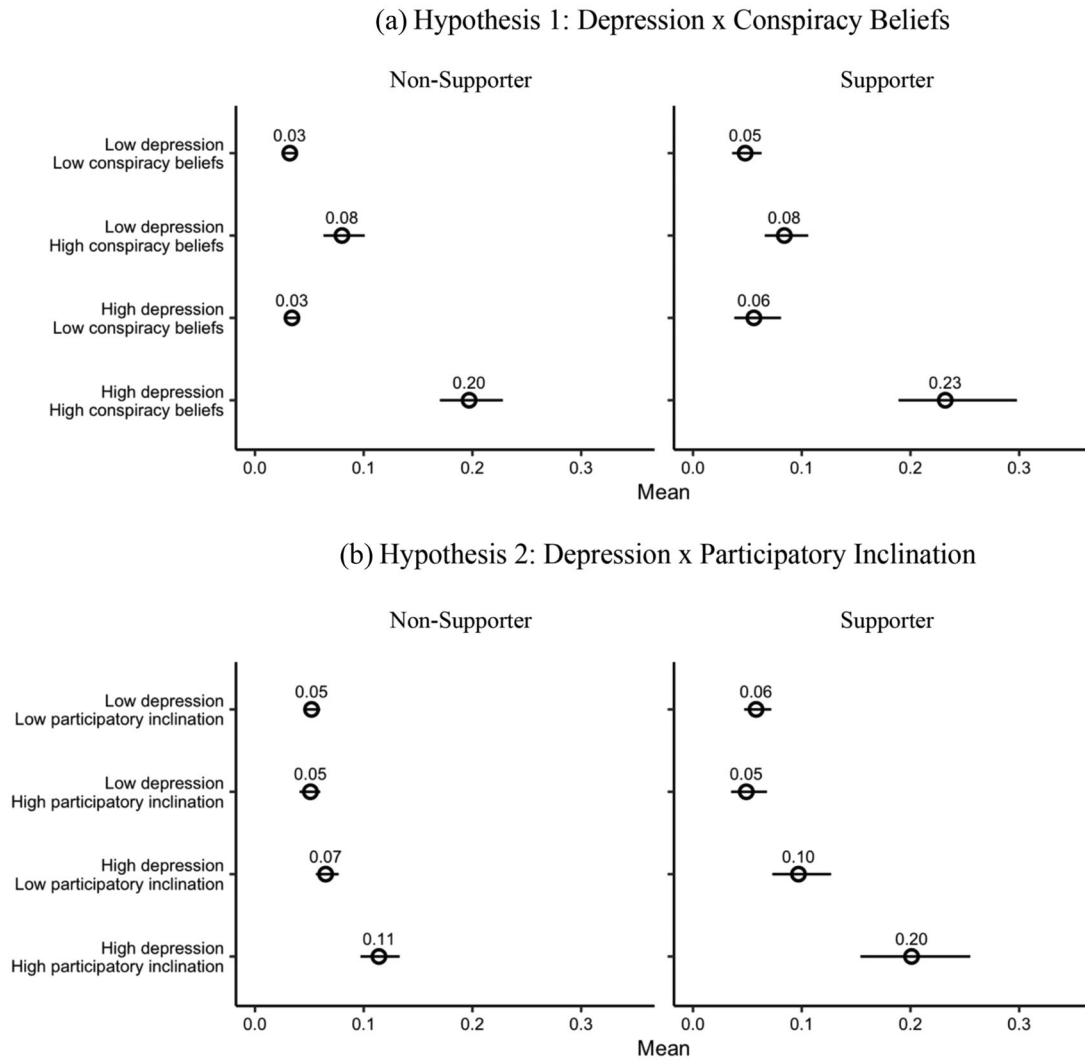 (a) Hypothesis 1: Depression x Conspiracy Beliefs
Non-Supporter
Supporter
Low depression
Low conspiracy beliefs
0.03
0.05
Low depression
High conspiracy beliefs
0.08
0.08
High depression
Low conspiracy beliefs
0.03
0.06
High depression
High conspiracy beliefs
0.20
0.23
0.0 0.1 0.2 0.3
0.0 0.1 0.2 0.3
Mean
(b) Hypothesis 2: Depression x Participatory Inclination
Non-Supporter
Supporter
Low depression
Low participatory inclination
0.05
0.06
Low depression
High participatory inclination
0.05
0.05
High depression
Low participatory inclination
0.07
0.10
High depression
High participatory inclination
0.11
0.20
0.0 0.1 0.2 0.3
0.0 0.1 0.2 0.3
Mean